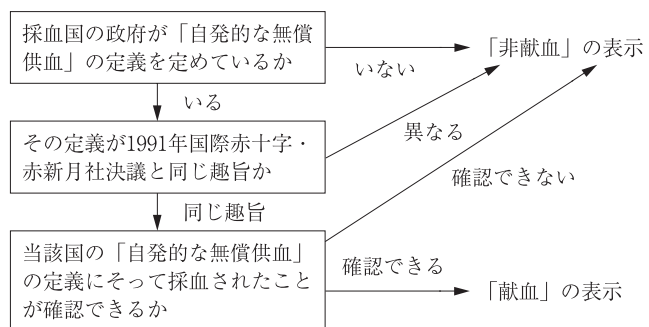 採血国の政府が「自発的な無償
供血」の定義を定めているか
いない
「非献血」の表示
いる
その定義が1991年国際赤十字・
赤新月社決議と同じ趣旨か
異なる
確認できない
同じ趣旨
当該国の「自発的な無償供血」
の定義にそって採血されたこと
が確認できるか
確認できる
「献血」の表示